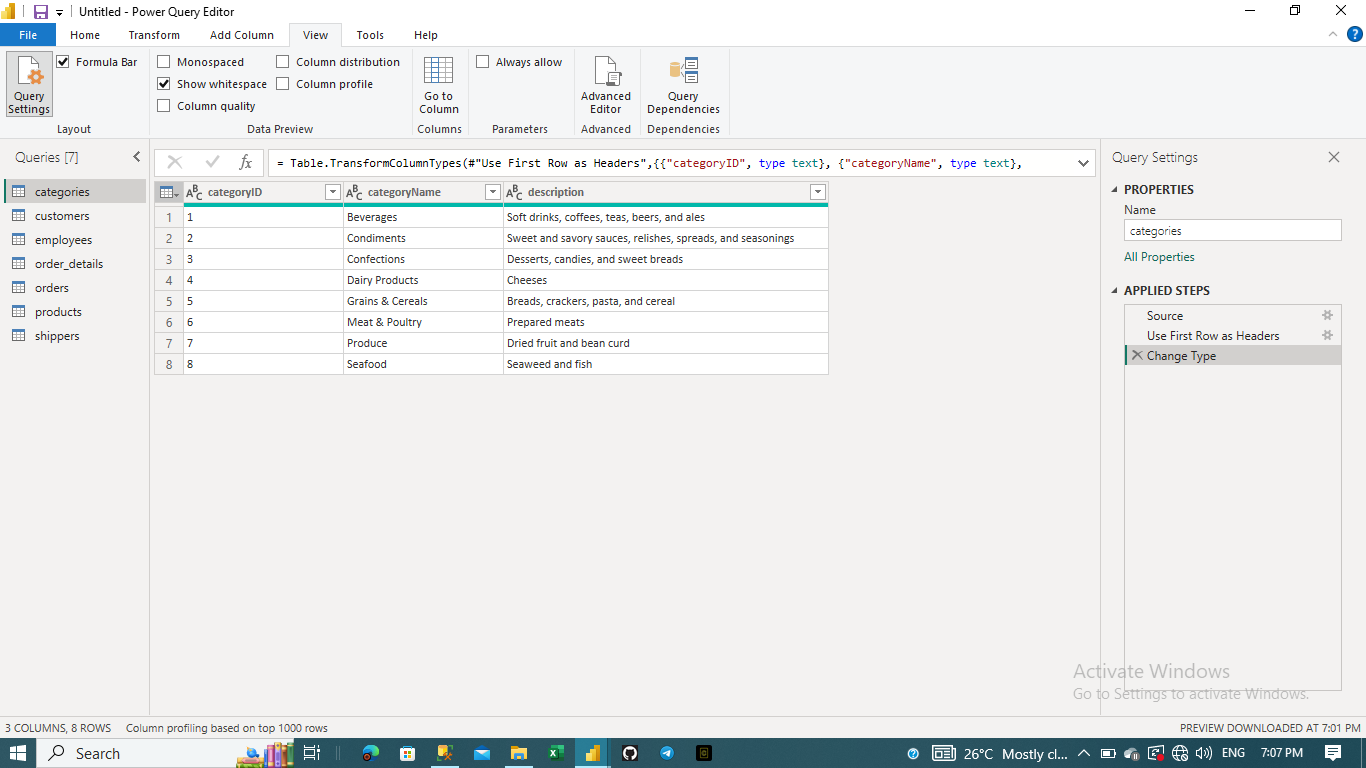 Untitled - Power Query Editor
File Home Transform Add Column View Tools Help
Query Settings
Formula Bar
Layout
Monospaced
Show whitespace
Column quality
Column distribution
Column profile
Data Preview
Go to Column
Columns
Always allow
Parameters
Advanced Editor
Advanced
Query Dependencies
Dependencies
Queries [7]
categories
customers
employees
order_details
orders
products
shippers
fx
= Table.TransformColumnTypes(#"Use First Row as Headers",{{"categoryID", type text}, {"categoryName", type text},
ABC categoryID ABC categoryName ABC description
1 1 Beverages Soft drinks, coffees, teas, beers, and ales
2 2 Condiments Sweet and savory sauces, relishes, spreads, and seasonings
3 3 Confections Desserts, candies, and sweet breads
4 4 Dairy Products Cheeses
5 5 Grains & Cereals Breads, crackers, pasta, and cereal
6 6 Meat & Poultry Prepared meats
7 7 Produce Dried fruit and bean curd
8 8 Seafood Seaweed and fish
Query Settings
PROPERTIES
Name
categories
All Properties
APPLIED STEPS
Source
Use First Row as Headers
Change Type
Activate Windows
Go to Settings to activate Windows.
3 COLUMNS, 8 ROWS Column profiling based on top 1000 rows
PREVIEW DOWNLOADED AT 7:01 PM
Search
26°C Mostly cl... ENG 7:07 PM